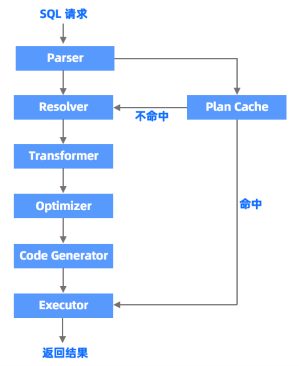 SQL 请求
Parser
Resolver
Plan Cache
不命中
Transformer
Optimizer
命中
Code Generator
Executor
返回结果